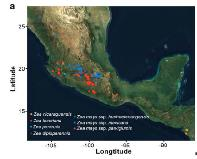 a
Latitude
25
20
15
Zea nicaraguensis
Zea luxurians
Zea perennis
Zea diploperennis
Zea mays ssp. huehuetenangensis
Zea mays ssp. mexicana
Zea mays ssp. parviglumis
-105
-100
-95
-90
Longtitude